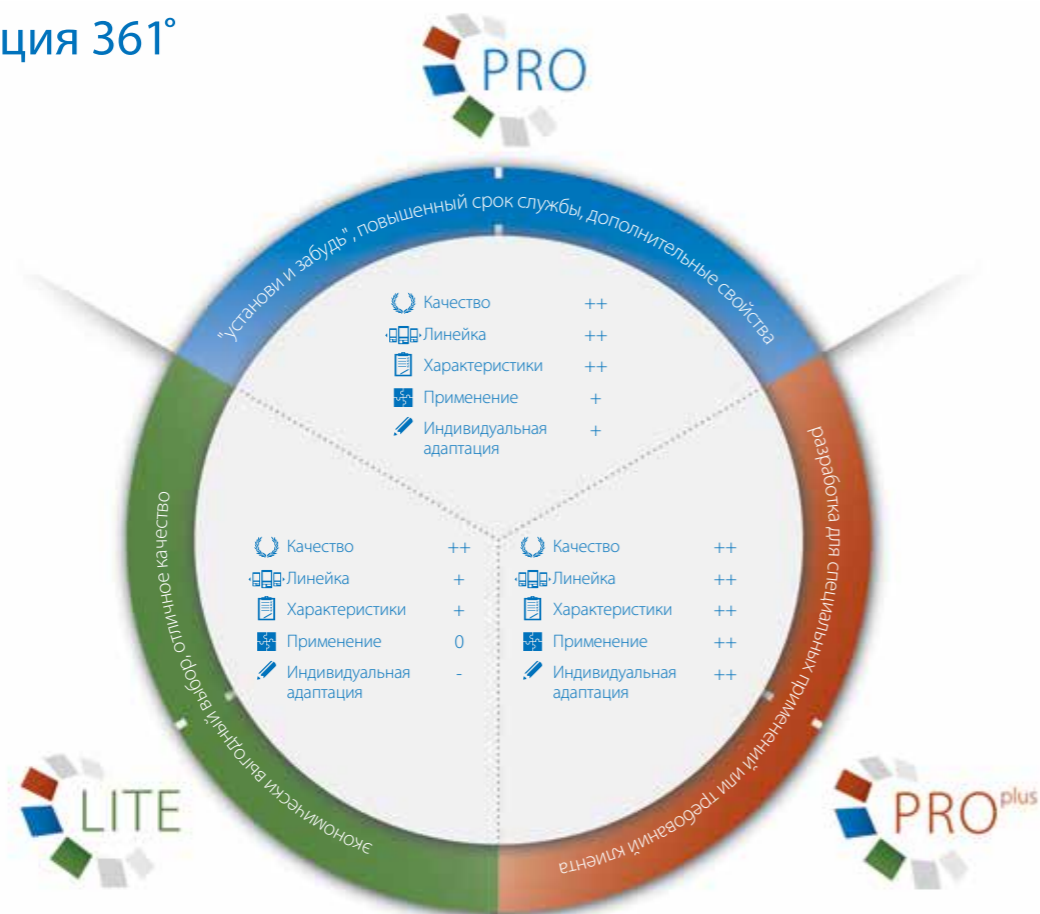 ция 361°
PRO
"установи и забудь", повышенный срок службы, дополнительные свойства
Качество ++
Линейка ++
Характеристики ++
Применение +
Индивидуальная +
адаптация
экономически выгодный выбор, отличное качество
Качество ++
Линейка +
Характеристики +
Применение 0
Индивидуальная -
адаптация
разработка для специальных применений или требований клиента
Качество ++
Линейка ++
Характеристики ++
Применение ++
Индивидуальная ++
адаптация
LITE
PROplus